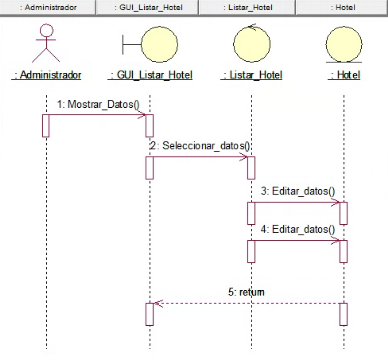 : Administrador : GUI_Listar_Hotel : Listar_Hotel : Hotel
: Administrador : GUI_Listar_Hotel : Listar_Hotel : Hotel
1: Mostrar_Datos()
2: Seleccionar_datos()
3: Editar_datos()
4: Editar_datos()
5: return